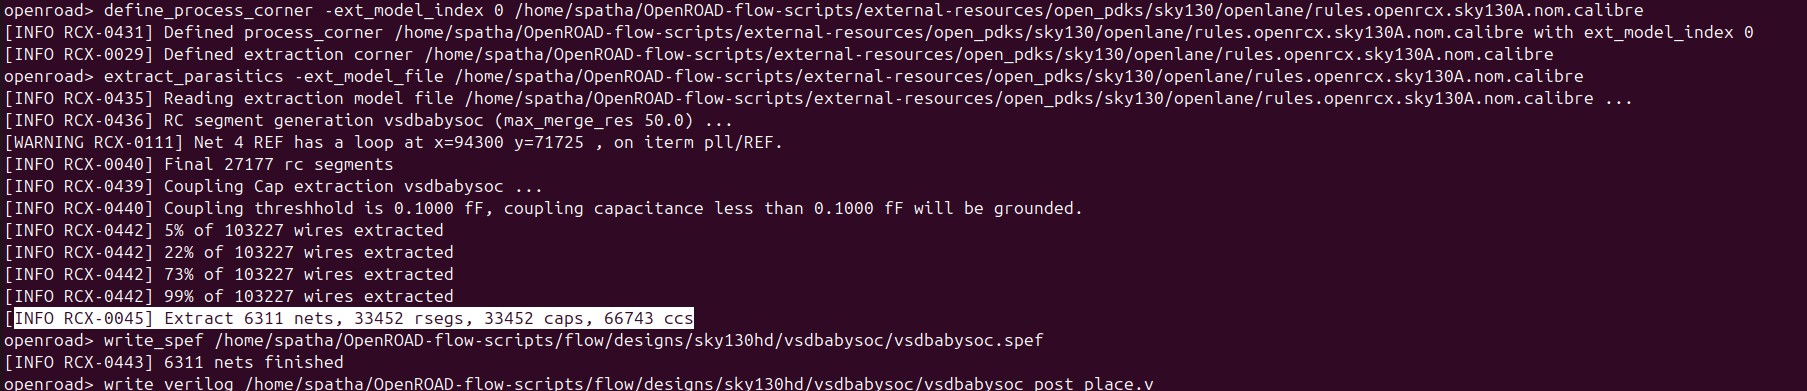 openroad> define_process_corner -ext_model_index 0 /home/spatha/OpenROAD-flow-scripts/external-resources/open_pdks/sky130/openlane/rules.openrcx.sky130A.nom.calibre
[INFO RCX-0431] Defined process_corner /home/spatha/OpenROAD-flow-scripts/external-resources/open_pdks/sky130/openlane/rules.openrcx.sky130A.nom.calibre with ext_model_index 0
[INFO RCX-0029] Defined extraction corner /home/spatha/OpenROAD-flow-scripts/external-resources/open_pdks/sky130/openlane/rules.openrcx.sky130A.nom.calibre
openroad> extract_parasitics -ext_model_file /home/spatha/OpenROAD-flow-scripts/external-resources/open_pdks/sky130/openlane/rules.openrcx.sky130A.nom.calibre
[INFO RCX-0435] Reading extraction model file /home/spatha/OpenROAD-flow-scripts/external-resources/open_pdks/sky130/openlane/rules.openrcx.sky130A.nom.calibre ...
[INFO RCX-0436] RC segment generation vsdbabysoc (max_merge_res 50.0) ...
[WARNING RCX-0111] Net 4 REF has a loop at x=94300 y=71725 , on iterm pll/REF.
[INFO RCX-0040] Final 27177 rc segments
[INFO RCX-0439] Coupling Cap extraction vsdbabysoc ...
[INFO RCX-0440] Coupling threshhold is 0.1000 fF, coupling capacitance less than 0.1000 fF will be grounded.
[INFO RCX-0442] 5% of 103227 wires extracted
[INFO RCX-0442] 22% of 103227 wires extracted
[INFO RCX-0442] 73% of 103227 wires extracted
[INFO RCX-0442] 99% of 103227 wires extracted
[INFO RCX-0045] Extract 6311 nets, 33452 rsegs, 33452 caps, 66743 ccs
openroad> write_spef /home/spatha/OpenROAD-flow-scripts/flow/designs/sky130hd/vsdbabysoc/vsdbabysoc.spef
[INFO RCX-0443] 6311 nets finished
openroad> write_verilog /home/spatha/OpenROAD-flow-scripts/flow/designs/sky130hd/vsdbabysoc/vsdbabysoc_post_place.v